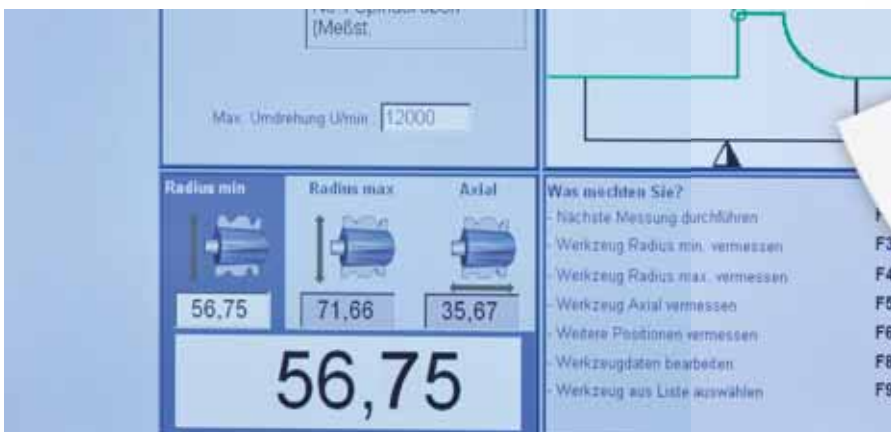 (Meßst.
Max. Umdrehung U/min. 12000
Radius min
Radius max
Axial
56,75
71,66
35,67
56,75
Was mochten Sie?
- Nächste Messung durchführen
- Werkzeug Radius min. vermessen F3
- Werkzeug Radius max. vermessen F4
- Werkzeug Axial vermessen F5
- Weitere Positionen vermessen F6
- Werkzeugdaten bearbeiten F8
- Werkzeug aus Liste auswählen F9